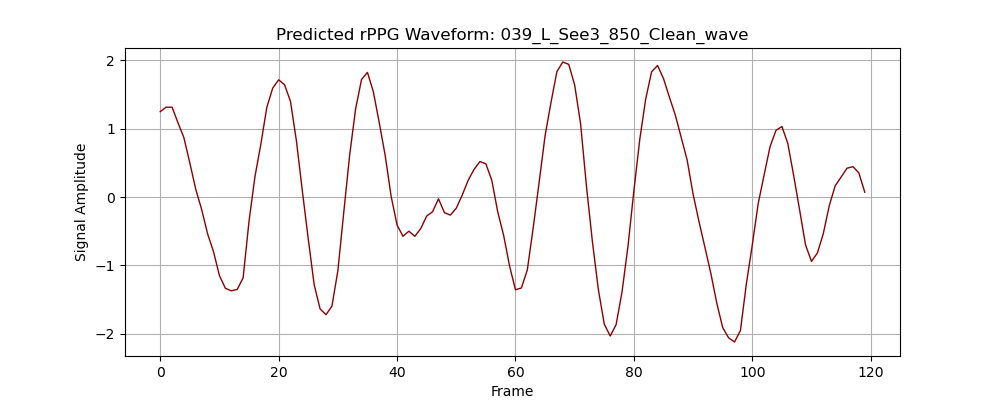 Predicted rPPG Waveform: 039_L_See3_850_Clean_wave
2
1
0
−1
−2
Signal Amplitude
0 20 40 60 80 100 120
Frame